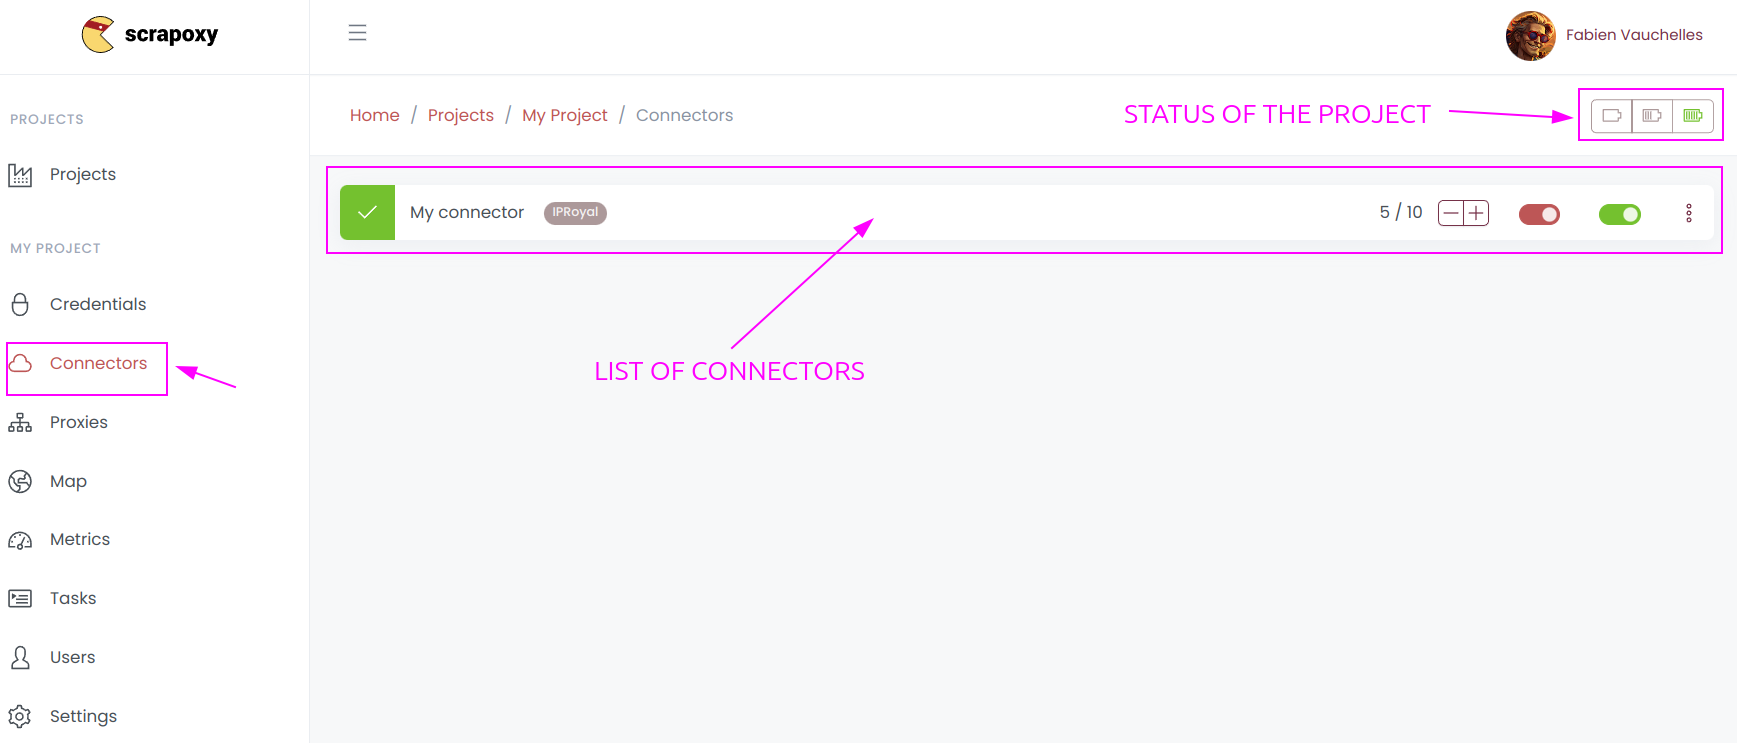 scrapoxy
Fabien Vauchelles
PROJECTS
Home / Projects / My Project / Connectors
STATUS OF THE PROJECT
Projects
My connector IPRoyal 5 / 10
MY PROJECT
Credentials
Connectors
LIST OF CONNECTORS
Proxies
Map
Metrics
Tasks
Users
Settings